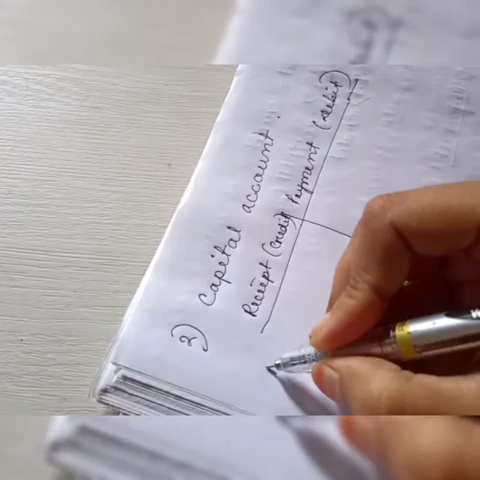 2) Capital account.
Receipt (Credit) Payment (debit)